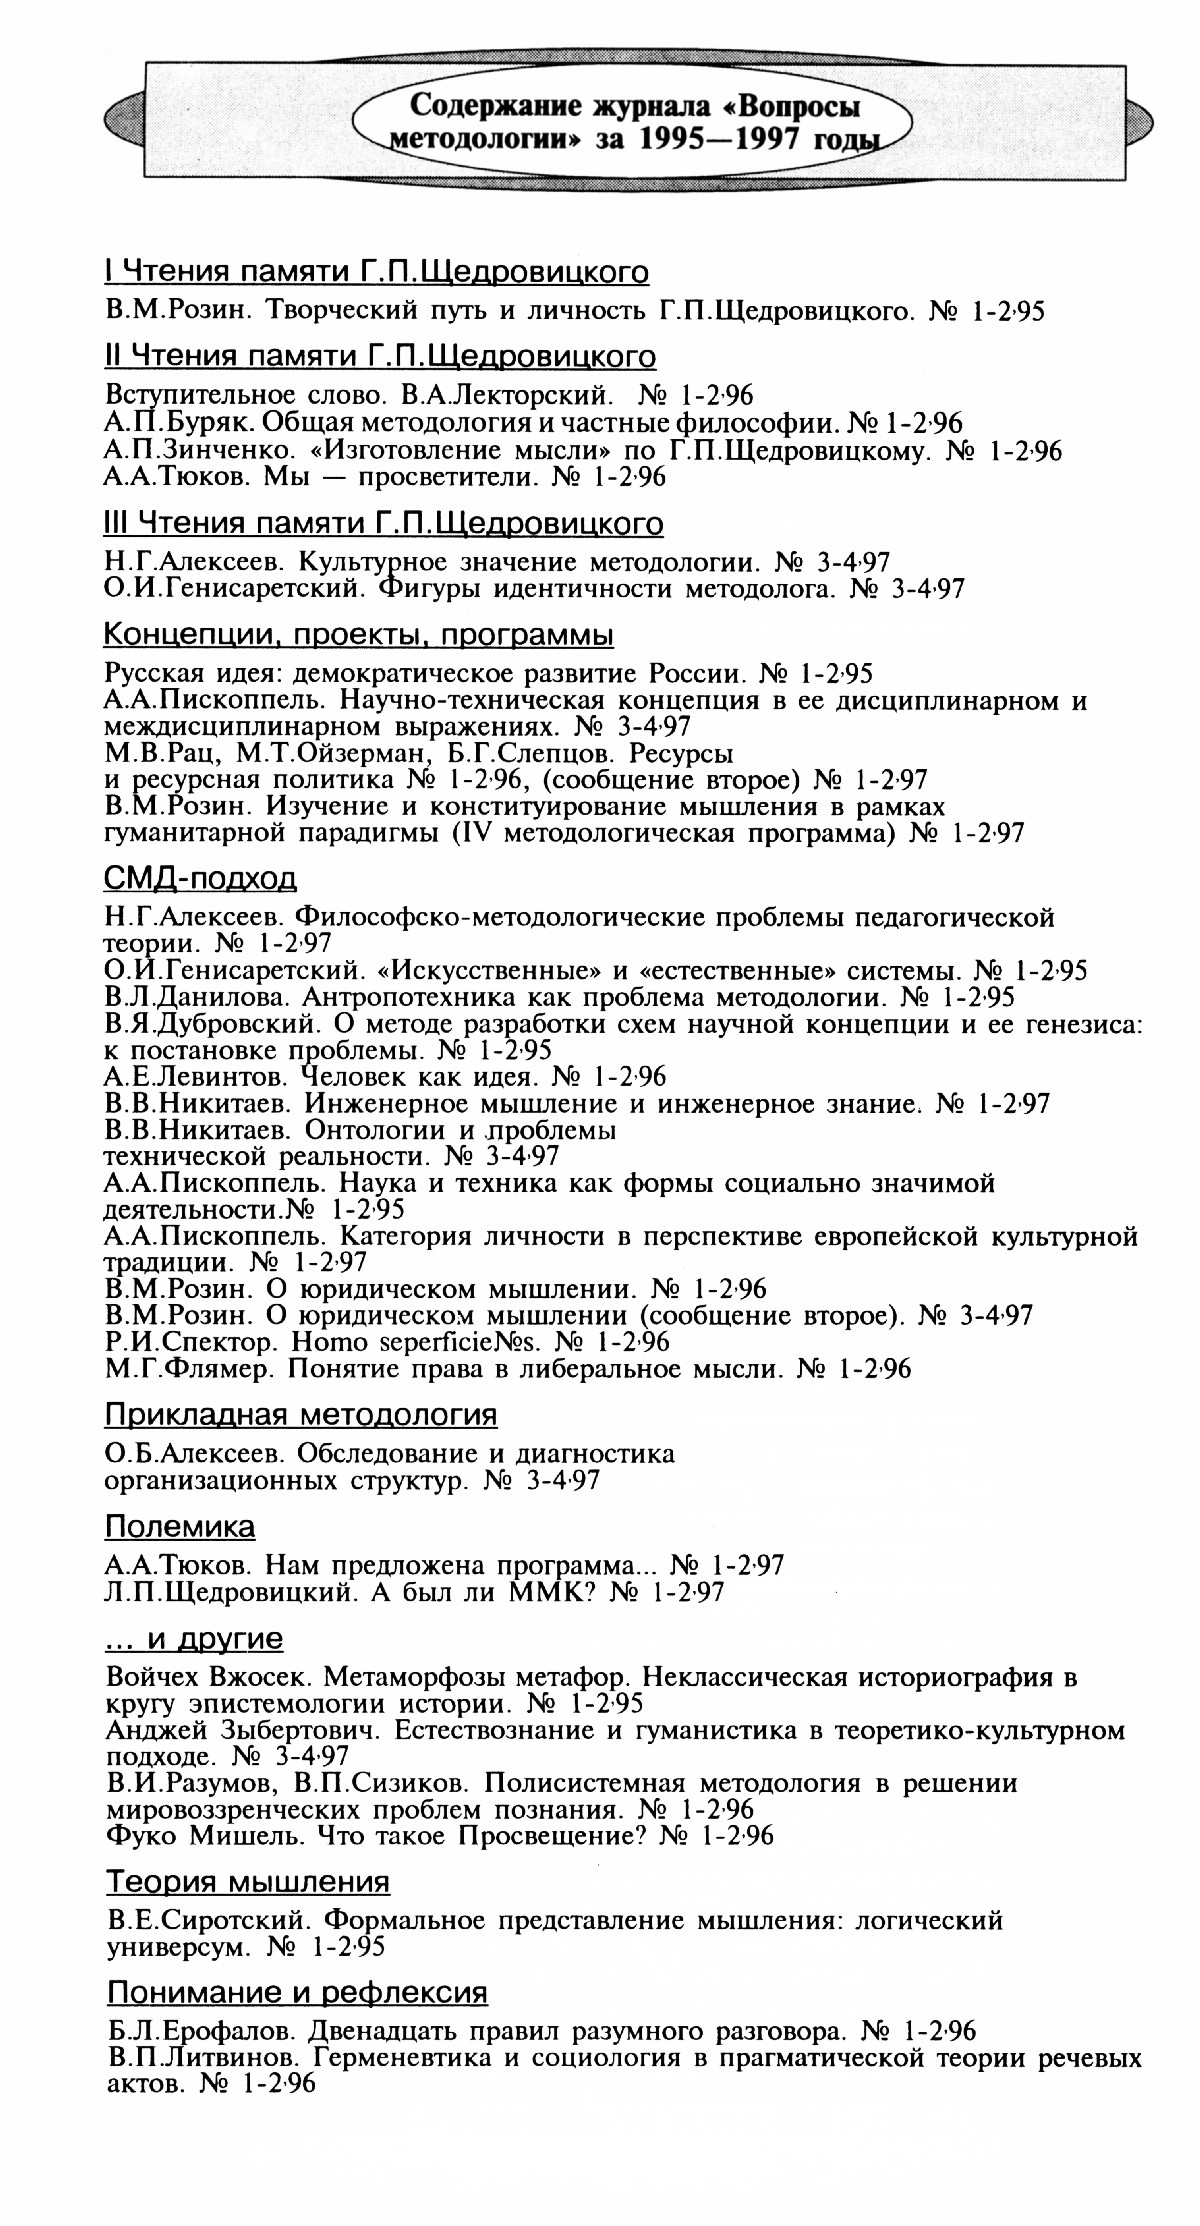 Содержание журнала «Вопросы
методологии» за 1995—1997 годы
I Чтения памяти Г.П.Щедровицкого
В.М.Розин. Творческий путь и личность Г.П.Щедровицкого. № 1-2'95
II Чтения памяти Г.П.Щедровицкого
Вступительное слово. В.А.Лекторский. № 1-2'96
А.П.Буряк. Общая методология и частные философии. № 1-2'96
А.П.Зинченко. «Изготовление мысли» по Г.П.Щедровицкому. № 1-2'96
А.А.Тюков. Мы — просветители. № 1-2'96
III Чтения памяти Г.П.Щедровицкого
Н.Г.Алексеев. Культурное значение методологии. № 3-4'97
О.И.Генисаретский. Фигуры идентичности методолога. № 3-4'97
Концепции, проекты, программы
Русская идея: демократическое развитие России. № 1-2'95
А.А.Пископпель. Научно-техническая концепция в ее дисциплинарном и
междисциплинарном выражениях. № 3-4'97
М.В.Рац, М.Т.Ойзерман, Б.Г.Слепцов. Ресурсы
и ресурсная политика № 1-2'96, (сообщение второе) № 1-2'97
В.М.Розин. Изучение и конституирование мышления в рамках
гуманитарной парадигмы (IV методологическая программа) № 1-2'97
СМД-подход
Н.Г.Алексеев. Философско-методологические проблемы педагогической
теории. № 1-2'97
О.И.Генисаретский. «Искусственные» и «естественные» системы. № 1-2'95
В.Л.Данилова. Антропотехника как проблема методологии. № 1-2'95
В.Я.Дубровский. О методе разработки схем научной концепции и ее генезиса:
к постановке проблемы. № 1-2'95
А.Е.Левинтов. Человек как идея. № 1-2'96
В.В.Никитаев. Инженерное мышление и инженерное знание. № 1-2'97
В.В.Никитаев. Онтологии и проблемы
технической реальности. № 3-4'97
А.А.Пископпель. Наука и техника как формы социально значимой
деятельности.№ 1-2'95
А.А.Пископпель. Категория личности в перспективе европейской культурной
традиции. № 1-2'97
В.М.Розин. О юридическом мышлении. № 1-2'96
В.М.Розин. О юридическом мышлении (сообщение второе). № 3-4'97
Р.И.Спектор. Homo seperficie№s. № 1-2'96
М.Г.Флямер. Понятие права в либеральное мысли. № 1-2'96
Прикладная методология
О.Б.Алексеев. Обследование и диагностика
организационных структур. № 3-4'97
Полемика
А.А.Тюков. Нам предложена программа... № 1-2'97
Л.П.Щедровицкий. А был ли ММК? № 1-2'97
... и другие
Войчех Вжосек. Метаморфозы метафор. Неклассическая историография в
кругу эпистемологии истории. № 1-2'95
Анджей Зыбертович. Естествознание и гуманистика в теоретико-культурном
подходе. № 3-4'97
В.И.Разумов, В.П.Сизиков. Полисистемная методология в решении
мировоззренческих проблем познания. № 1-2'96
Фуко Мишель. Что такое Просвещение? № 1-2'96
Теория мышления
В.Е.Сиротский. Формальное представление мышления: логический
универсум. № 1-2'95
Понимание и рефлексия
Б.Л.Ерофалов. Двенадцать правил разумного разговора. № 1-2'96
В.П.Литвинов. Герменевтика и социология в прагматической теории речевых
актов. № 1-2'96